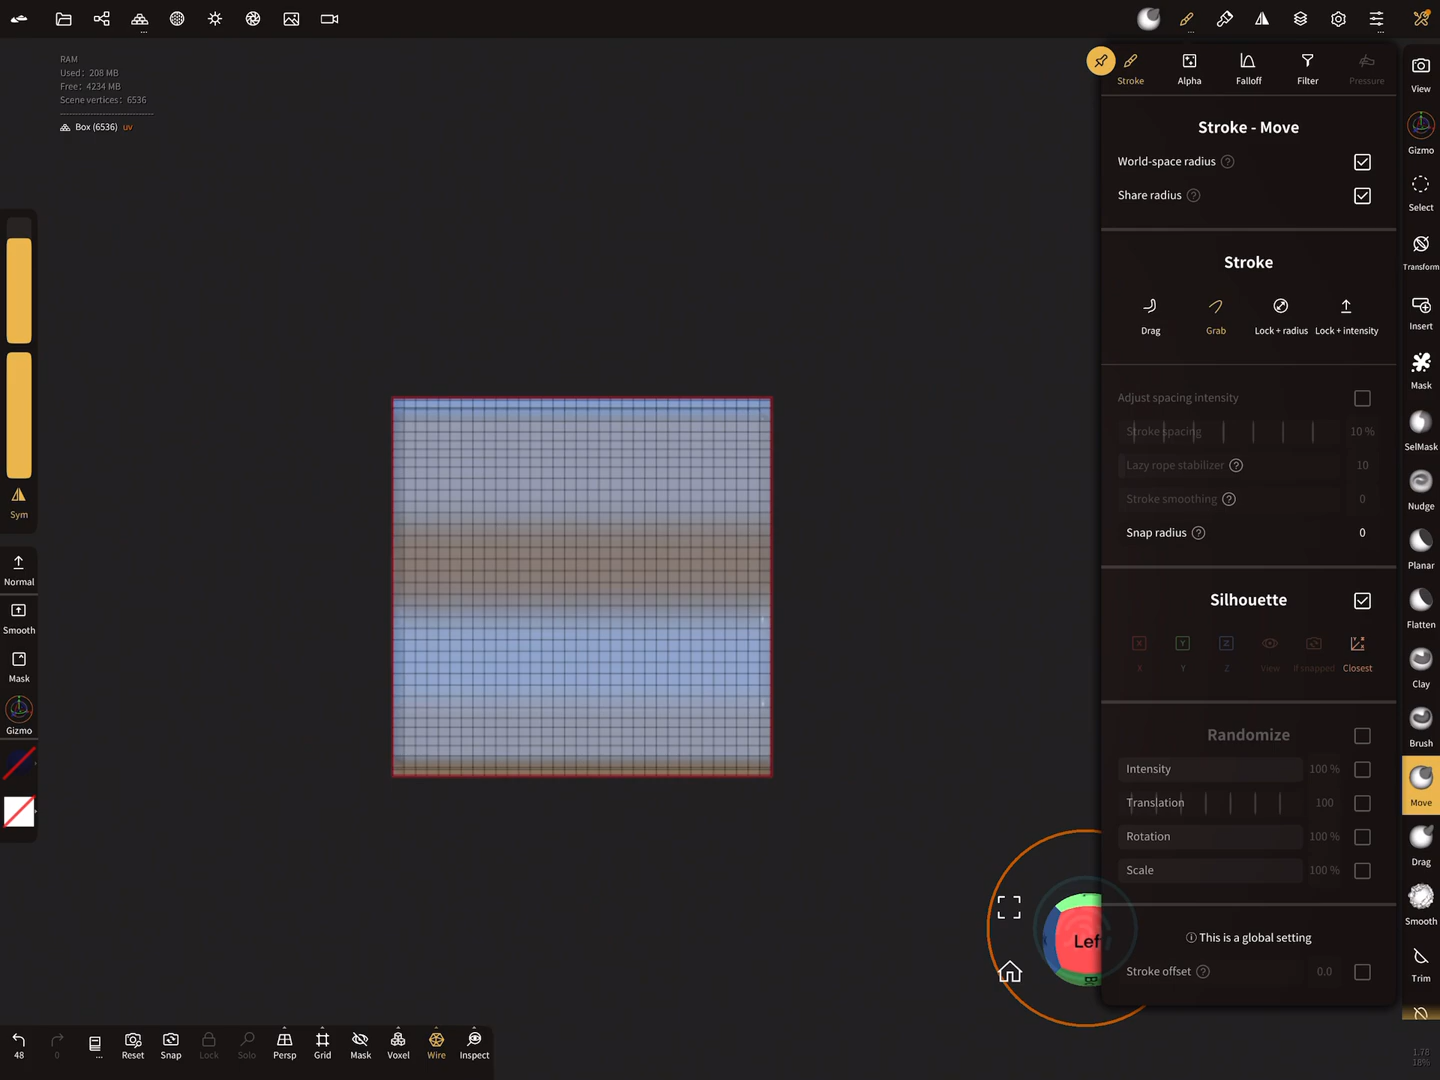 RAM
Used: 208 MB
Free: 4234 MB
Scene vertices: 6536
Box (6536) uv
Sym
Normal
Smooth
Mask
Gizmo
Left
48
0
...
Reset
Snap
Lock
Solo
Persp
Grid
Mask
Voxel
Wire
Inspect
Stroke
Alpha
Falloff
Filter
Pressure
Stroke - Move
World-space radius ?
Share radius ?
Stroke
Drag
Grab
Lock + radius
Lock + intensity
Adjust spacing intensity
Stroke spacing 10 %
Lazy rope stabilizer ? 10
Stroke smoothing ? 0
Snap radius ? 0
Silhouette
X
Y
Z
X
Y
Z
View
If snapped
Closest
Randomize
Intensity 100 %
Translation 100
Rotation 100 %
Scale 100 %
This is a global setting
Stroke offset ? 0.0
View
Gizmo
Select
Transform
Insert
Mask
SelMask
Nudge
Planar
Flatten
Clay
Brush
Move
Drag
Smooth
Trim
1.78
18%